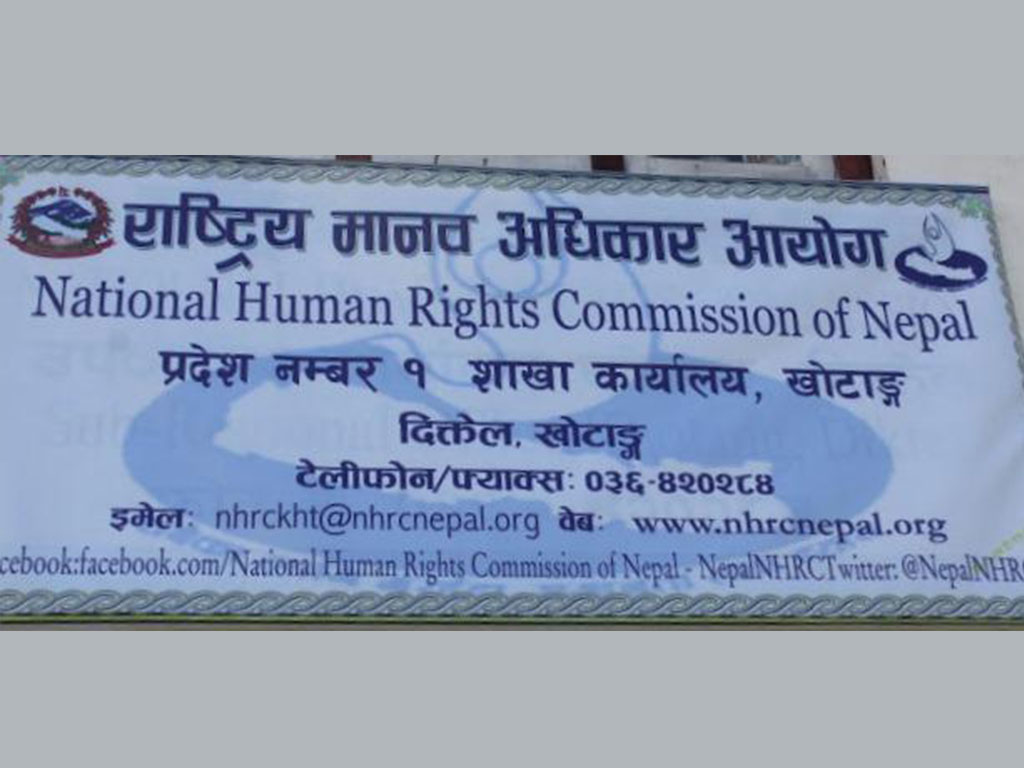 राष्ट्रिय मानव अधिकार आयोग
National Human Rights Commission of Nepal
प्रदेश नम्बर १ शाखा कार्यालय, खोटाङ्ग
दिक्तेल, खोटाङ्ग
टेलीफोन/फ्याक्स: ०३६-४२०२८४
इमेल: nhrckht@nhrcnepal.org वेब: www.nhrcnepal.org
cebook:facebook.com/National Human Rights Commission of Nepal - NepalNHRCTwitter: @NepalNHRC